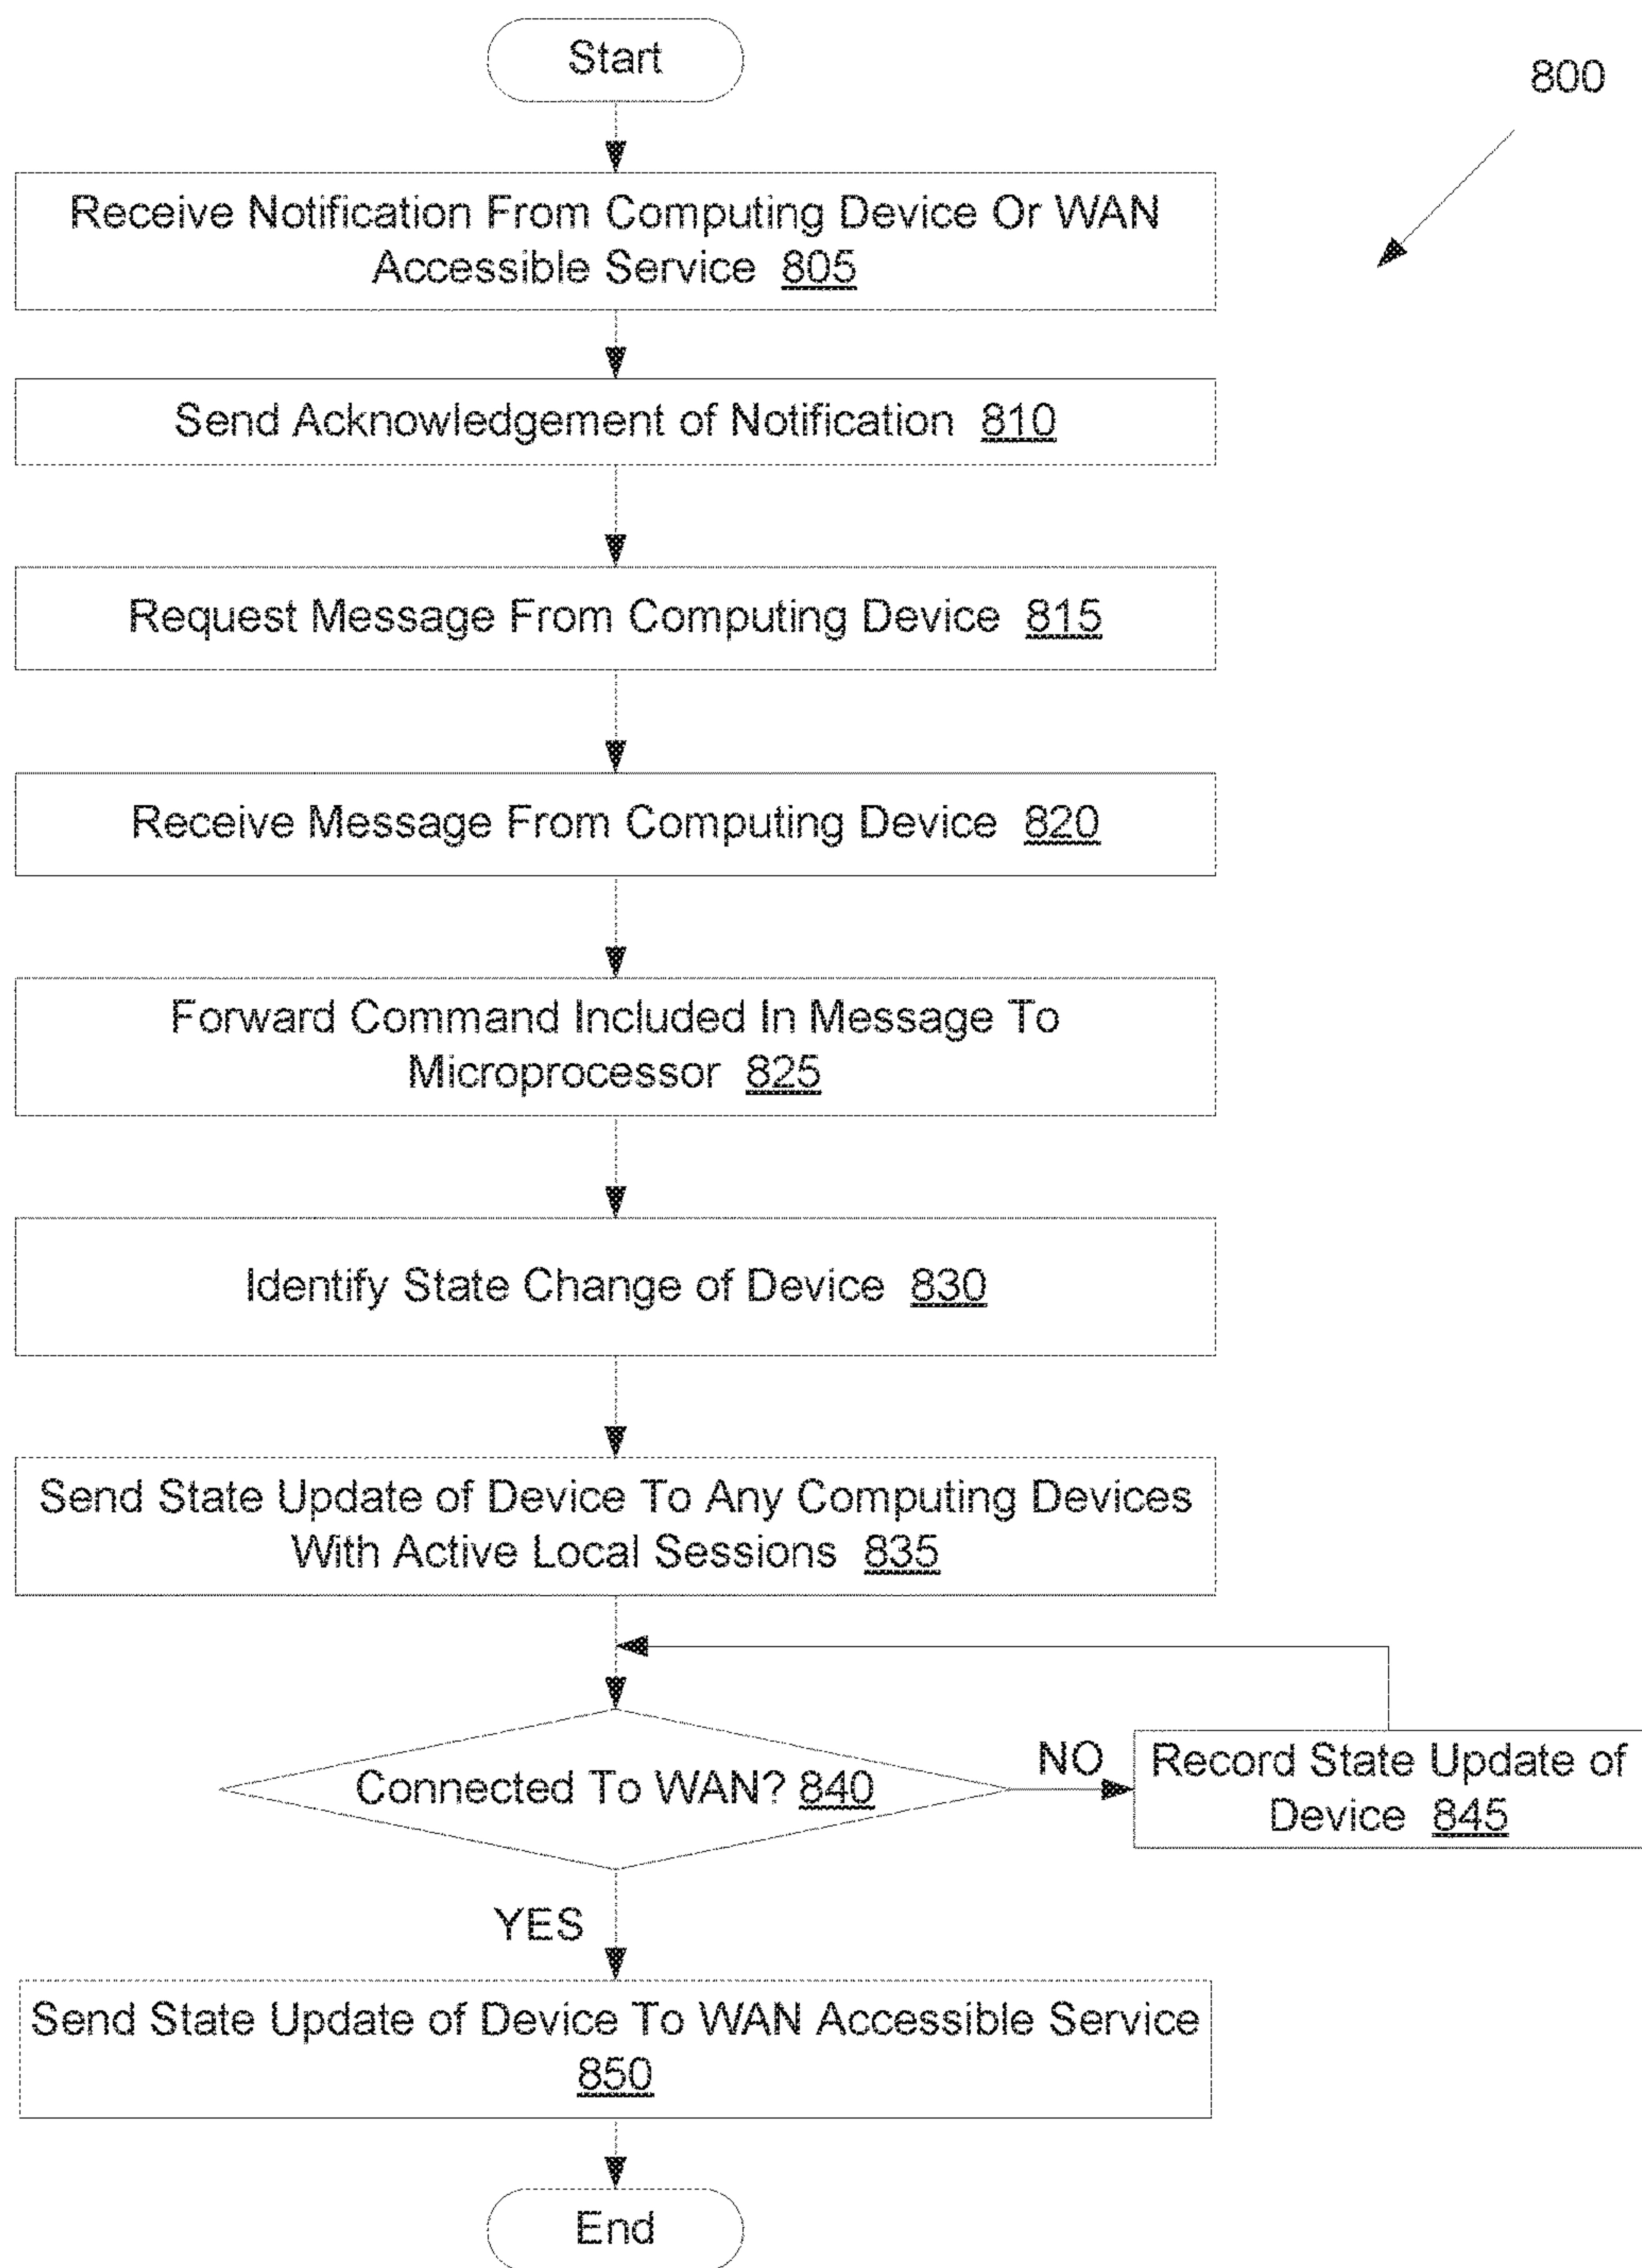 Start
800
Receive Notification From Computing Device Or WAN
Accessible Service 805
Send Acknowledgement of Notification 810
Request Message From Computing Device 815
Receive Message From Computing Device 820
Forward Command Included In Message To
Microprocessor 825
Identify State Change of Device 830
Send State Update of Device To Any Computing Devices
With Active Local Sessions 835
Connected To WAN? 840
NO
Record State Update of
Device 845
YES
Send State Update of Device To WAN Accessible Service
850
End